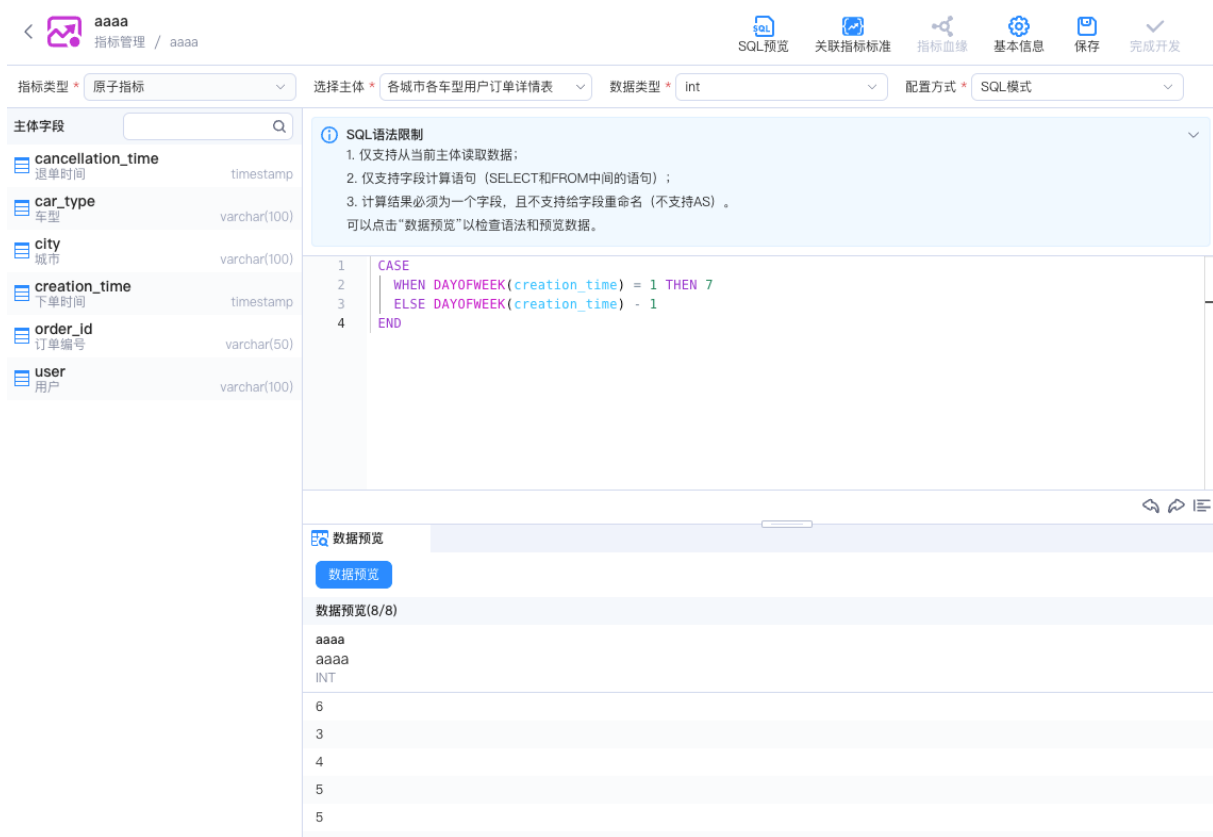 aaaa
指标管理 / aaaa
SQL预览 关联指标标准 指标血缘 基本信息 保存 完成开发
指标类型 * 原子指标 选择主体 * 各城市各车型用户订单详情表 数据类型 * int 配置方式 * SQL模式
主体字段
cancellation_time
退单时间 timestamp
car_type
车型 varchar(100)
city
城市 varchar(100)
creation_time
下单时间 timestamp
order_id
订单编号 varchar(50)
user
用户 varchar(100)
SQL语法限制
1. 仅支持从当前主体读取数据；
2. 仅支持字段计算语句（SELECT和FROM中间的语句）；
3. 计算结果必须为一个字段，且不支持给字段重命名（不支持AS）。
可以点击“数据预览”以检查语法和预览数据。
1 CASE
2 WHEN DAYOFWEEK(creation_time) = 1 THEN 7
3 ELSE DAYOFWEEK(creation_time) - 1
4 END
数据预览
数据预览
数据预览(8/8)
aaaa
aaaa
INT
6
3
4
5
5